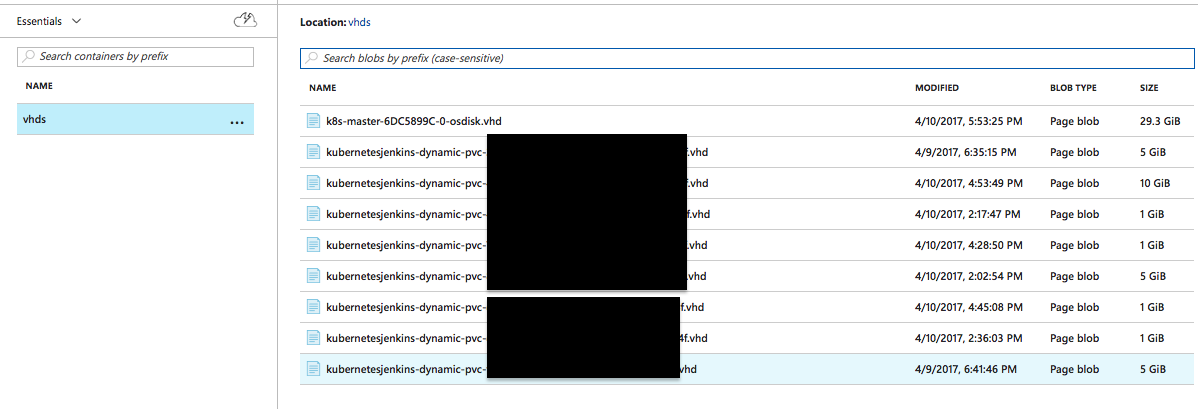 Essentials
Search containers by prefix
NAME
vhds ...
Location: vhds
Search blobs by prefix (case-sensitive)
NAME MODIFIED BLOB TYPE SIZE
k8s-master-6DC5899C-0-osdisk.vhd 4/10/2017, 5:53:25 PM Page blob 29.3 GiB
kubernetesjenkins-dynamic-pvc- f.vhd 4/9/2017, 6:35:15 PM Page blob 5 GiB
kubernetesjenkins-dynamic-pvc- f.vhd 4/10/2017, 4:53:49 PM Page blob 10 GiB
kubernetesjenkins-dynamic-pvc- f.vhd 4/10/2017, 2:17:47 PM Page blob 1 GiB
kubernetesjenkins-dynamic-pvc- .vhd 4/10/2017, 4:28:50 PM Page blob 1 GiB
kubernetesjenkins-dynamic-pvc- .vhd 4/10/2017, 2:02:54 PM Page blob 5 GiB
kubernetesjenkins-dynamic-pvc- f.vhd 4/10/2017, 4:45:08 PM Page blob 1 GiB
kubernetesjenkins-dynamic-pvc- 4f.vhd 4/10/2017, 2:36:03 PM Page blob 1 GiB
kubernetesjenkins-dynamic-pvc- .vhd 4/9/2017, 6:41:46 PM Page blob 5 GiB